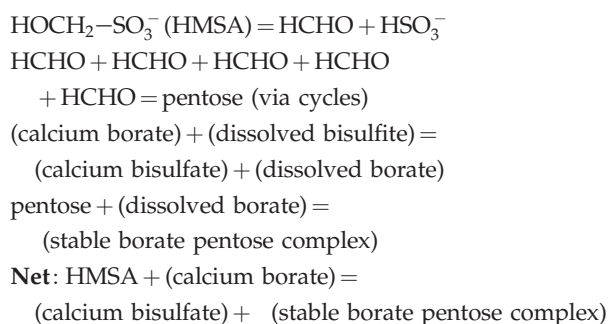 HOCH₂−SO₃⁻ (HMSA) = HCHO + HSO₃⁻
HCHO + HCHO + HCHO + HCHO
+ HCHO = pentose (via cycles)
(calcium borate) + (dissolved bisulfite) =
(calcium bisulfate) + (dissolved borate)
pentose + (dissolved borate) =
(stable borate pentose complex)
Net: HMSA + (calcium borate) =
(calcium bisulfate) + (stable borate pentose complex)